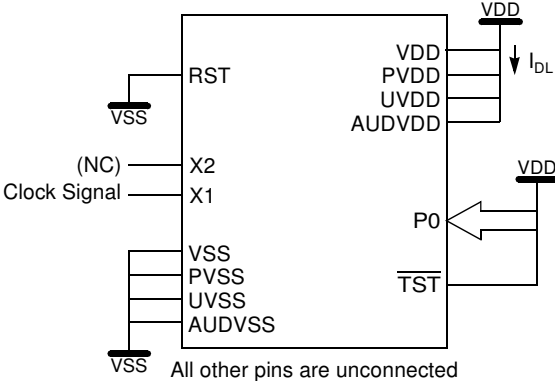 VDD
VDD
I_DL
PVDD
UVDD
AUDVDD
RST
VSS
(NC)
X2
Clock Signal
X1
VDD
P0
VSS
PVSS
UVSS
AUDVSS
TST
VSS
All other pins are unconnected